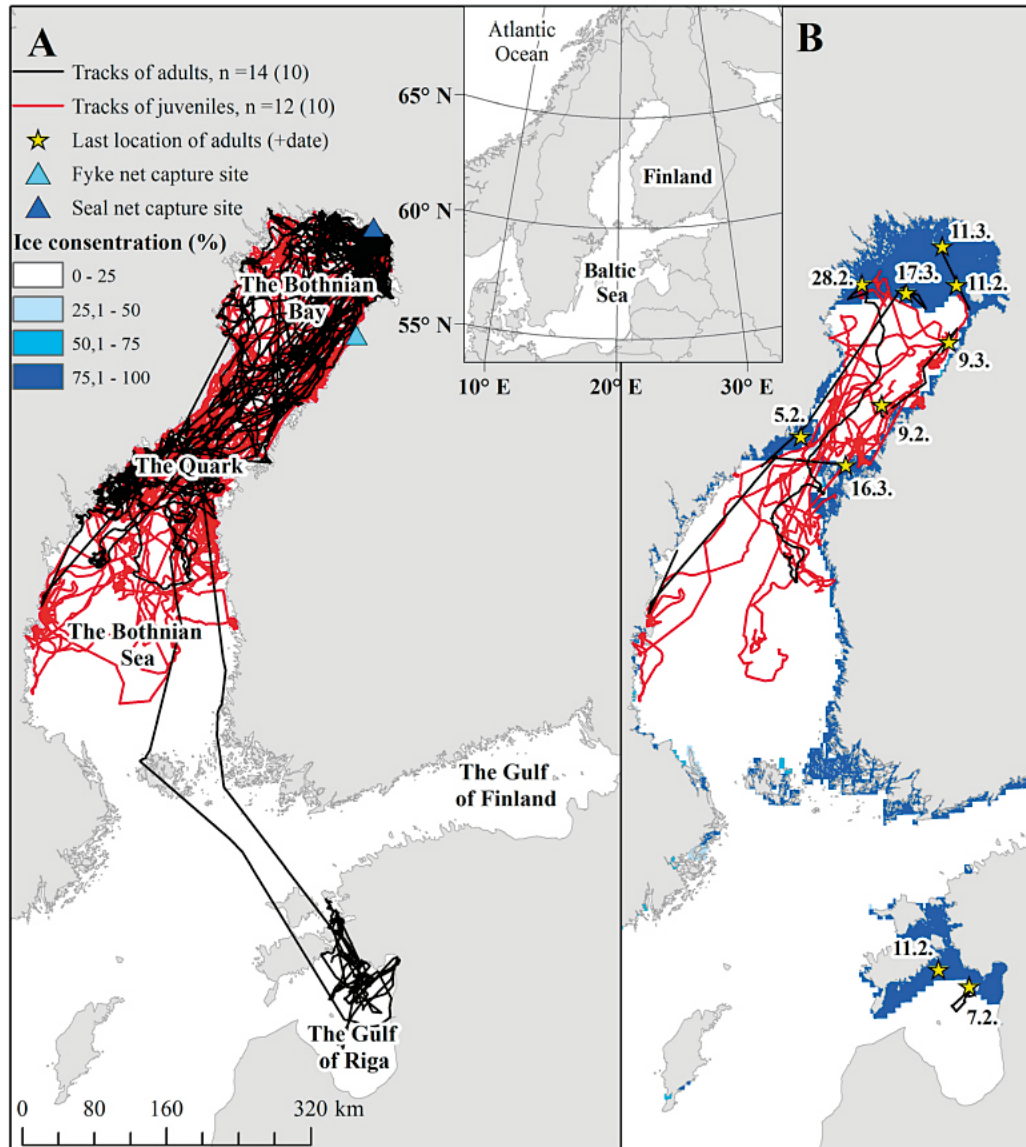 A
Tracks of adults, n =14 (10)
Tracks of juveniles, n =12 (10)
Last location of adults (+date)
Fyke net capture site
Seal net capture site
Ice consentration (%)
0 - 25
25,1 - 50
50,1 - 75
75,1 - 100
The Bothnian
Bay
The Quark
The Bothnian
Sea
The Gulf
of Finland
The Gulf
of Riga
0
80
160
320 km
Atlantic
Ocean
65° N
60° N
55° N
Finland
Baltic
Sea
10° E
20° E
30° E
B
11.3.
28.2.
17.3.
11.2.
9.3.
5.2.
9.2.
16.3.
11.2.
7.2.